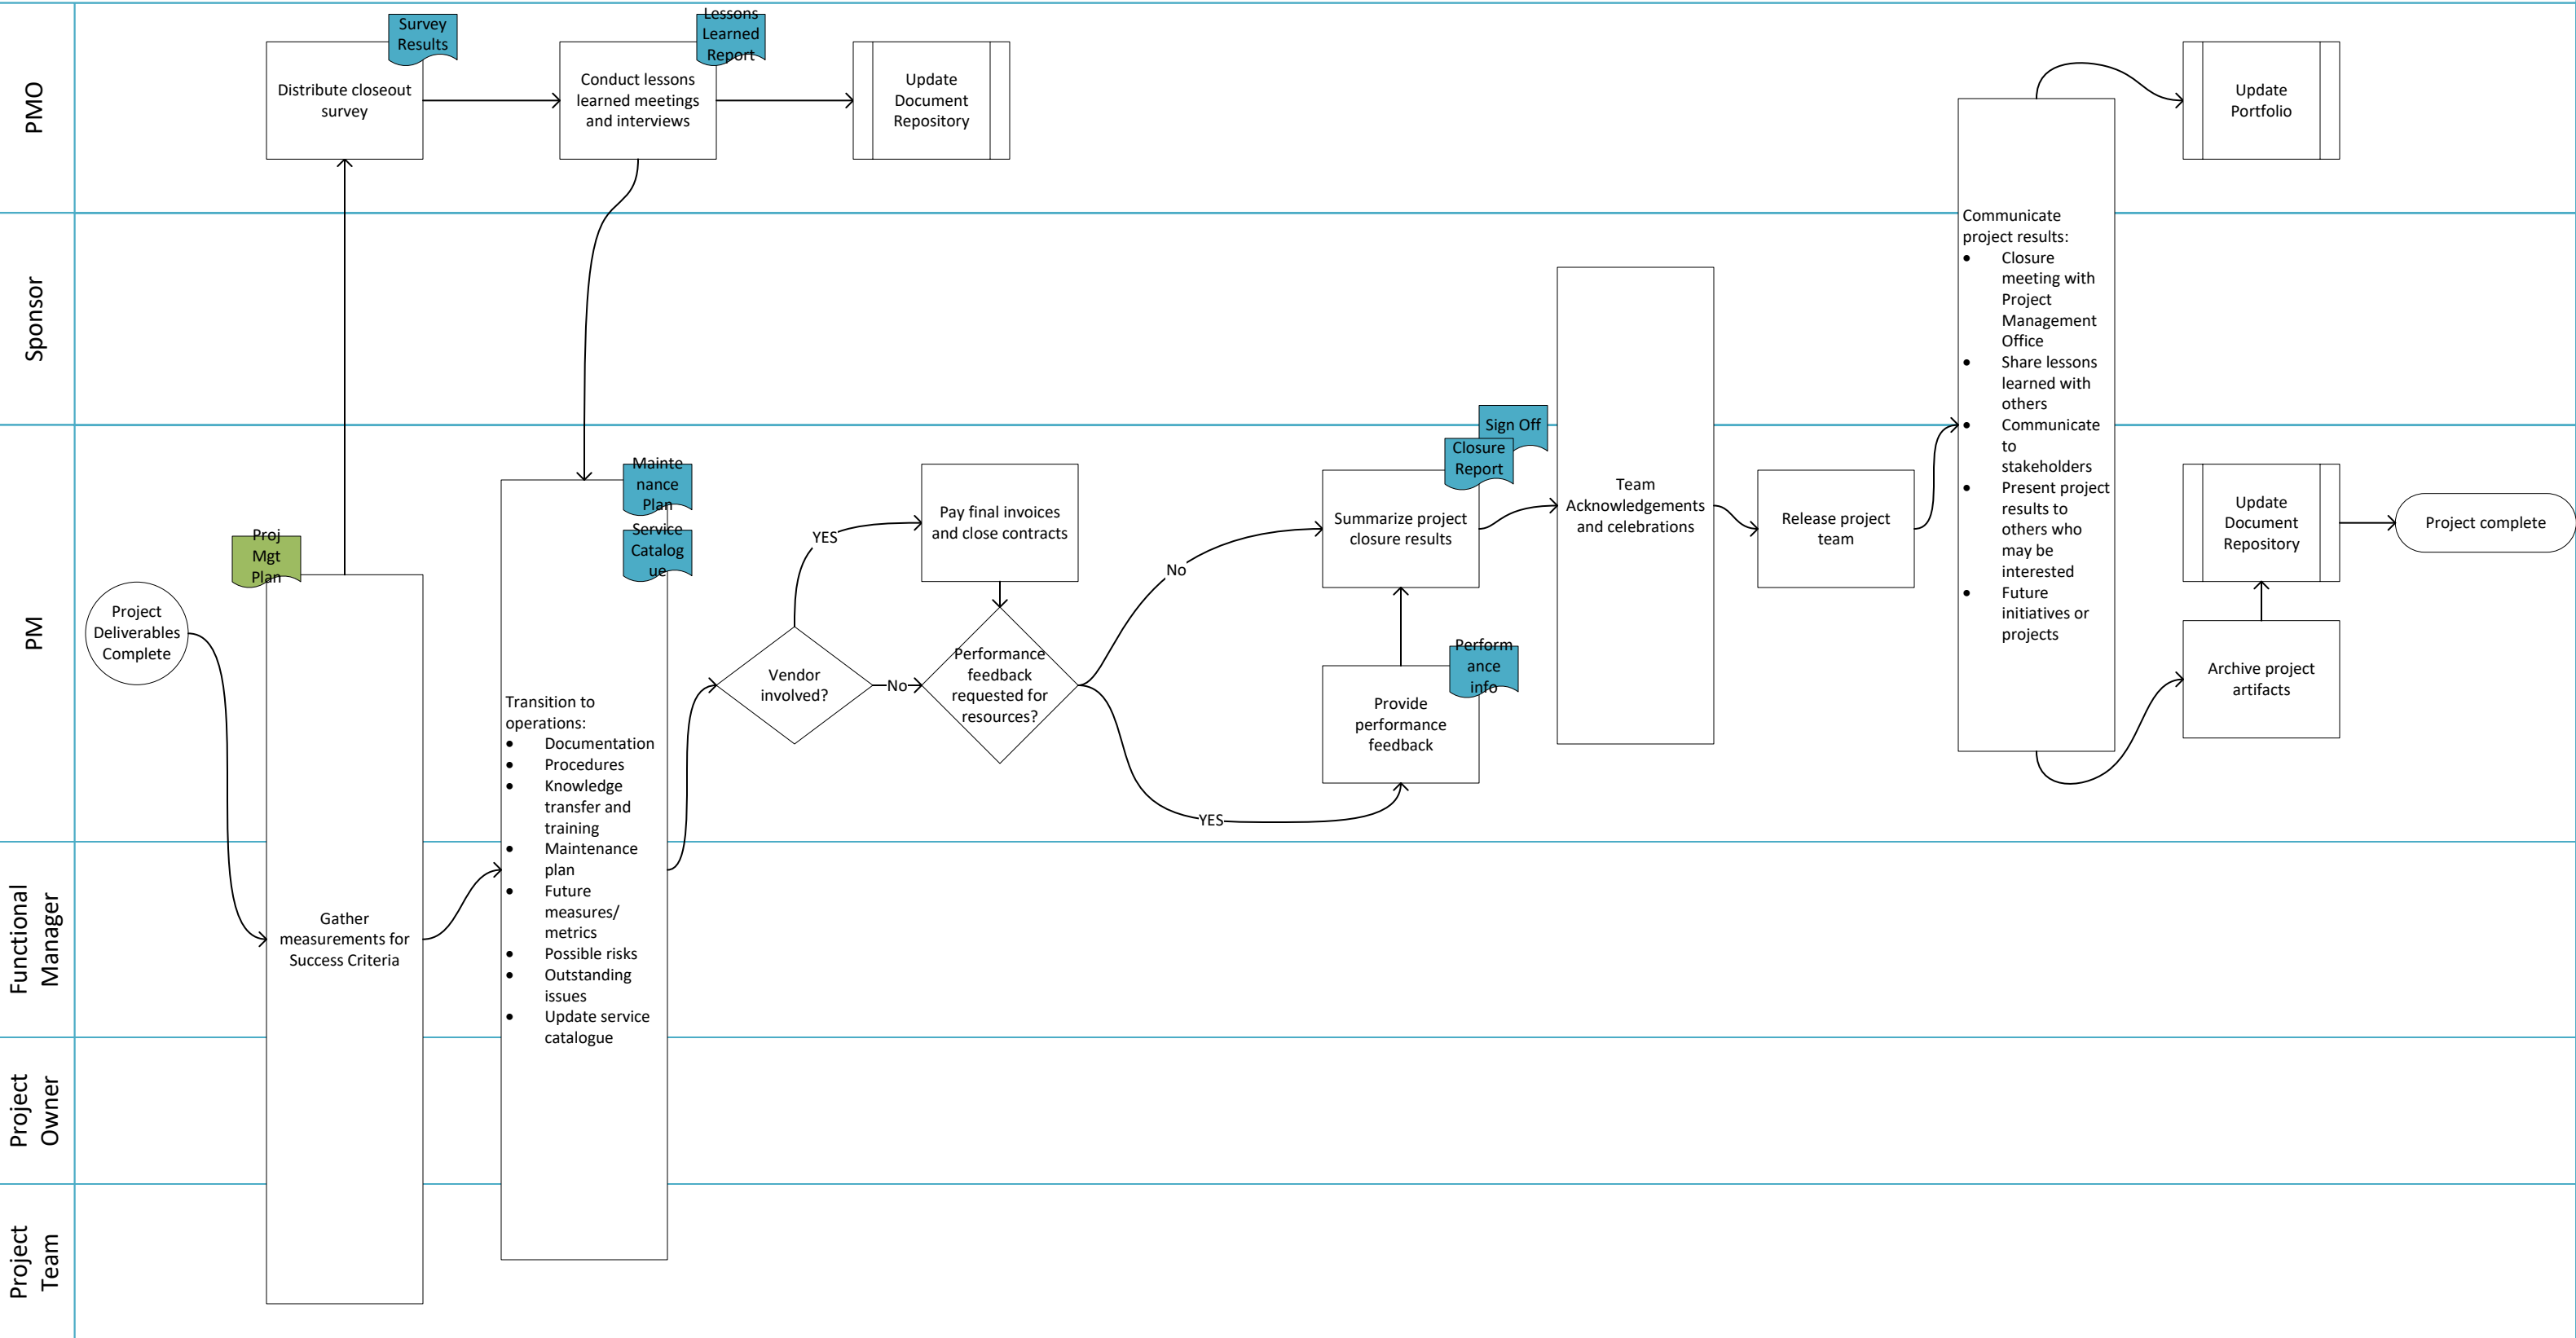 PMO
Survey
Results
Distribute closeout
survey
Lessons
Learned
Report
Conduct lessons
learned meetings
and interviews
Update
Document
Repository
Update
Portfolio
Sponsor
Communicate
project results:
• Closure
meeting with
Project
Management
Office
• Share lessons
learned with
others
• Communicate
to
stakeholders
• Present project
results to
others who
may be
interested
• Future
initiatives or
projects
PM
Project
Deliverables
Complete
Proj
Mgt
Plan
Gather
measurements for
Success Criteria
Mainte
nance
Plan
Service
Catalog
ue
Transition to
operations:
• Documentation
• Procedures
• Knowledge
transfer and
training
• Maintenance
plan
• Future
measures/
metrics
• Possible risks
• Outstanding
issues
• Update service
catalogue
Vendor
involved?
YES
No
Pay final invoices
and close contracts
Performance
feedback
requested for
resources?
No
YES
Sign Off
Closure
Report
Summarize project
closure results
Perform
ance
info
Provide
performance
feedback
Team
Acknowledgements
and celebrations
Release project
team
Update
Document
Repository
Project complete
Archive project
artifacts
Functional
Manager
Project
Owner
Project
Team